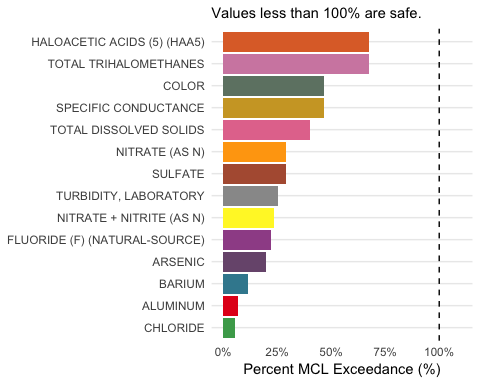 Values less than 100% are safe.
HALOACETIC ACIDS (5) (HAA5)
TOTAL TRIHALOMETHANES
COLOR
SPECIFIC CONDUCTANCE
TOTAL DISSOLVED SOLIDS
NITRATE (AS N)
SULFATE
TURBIDITY, LABORATORY
NITRATE + NITRITE (AS N)
FLUORIDE (F) (NATURAL-SOURCE)
ARSENIC
BARIUM
ALUMINUM
CHLORIDE
0% 25% 75% 75% 100%
Percent MCL Exceedance (%)